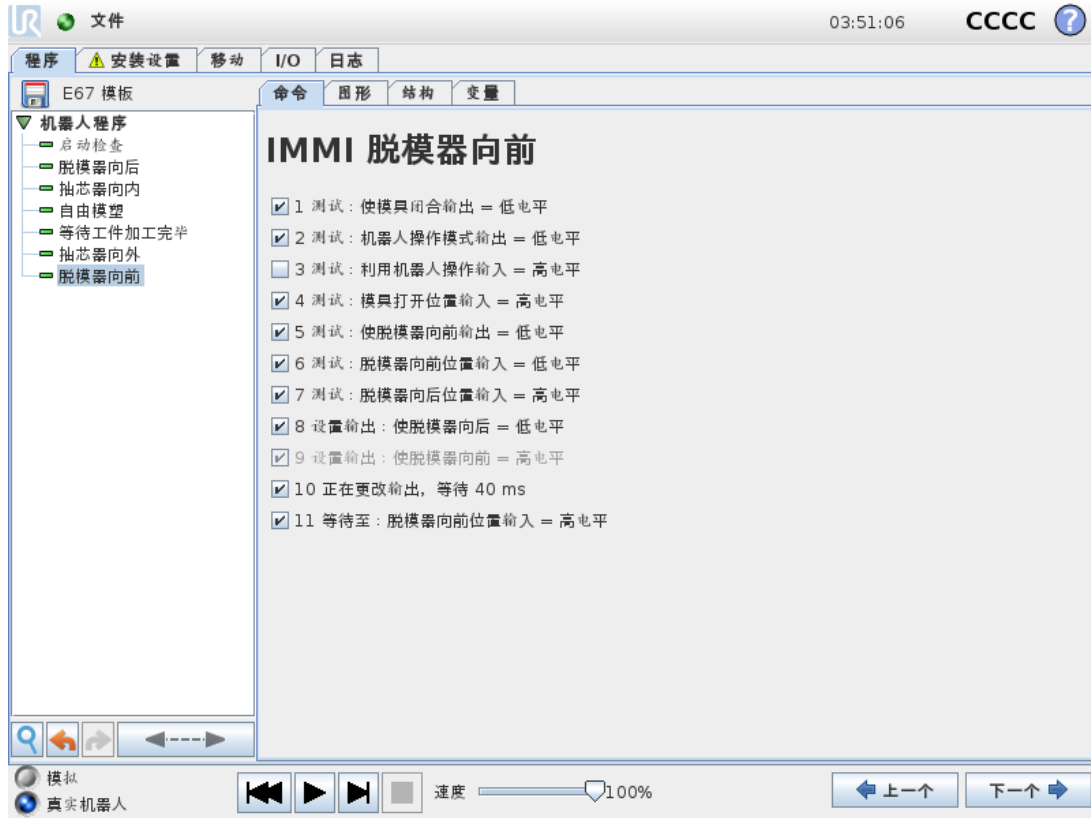 UR 文件 03:51:06 CCCC ?
程序 安装设置 移动 I/O 日志
E67 模板
命令 图形 结构 变量
机器人程序
启动检查
脱模器向后
抽芯器向内
自由模塑
等待工件加工完毕
抽芯器向外
脱模器向前
IMMI 脱模器向前
1 测试：使模具闭合输出 = 低电平
2 测试：机器人操作模式输出 = 低电平
3 测试：利用机器人操作输入 = 高电平
4 测试：模具打开位置输入 = 高电平
5 测试：使脱模器向前输出 = 低电平
6 测试：脱模器向前位置输入 = 低电平
7 测试：脱模器向后位置输入 = 高电平
8 设置输出：使脱模器向后 = 低电平
9 设置输出：使脱模器向前 = 高电平
10 正在更改输出，等待 40 ms
11 等待至：脱模器向前位置输入 = 高电平
模拟
真实机器人
速度 100%
上一个 下一个